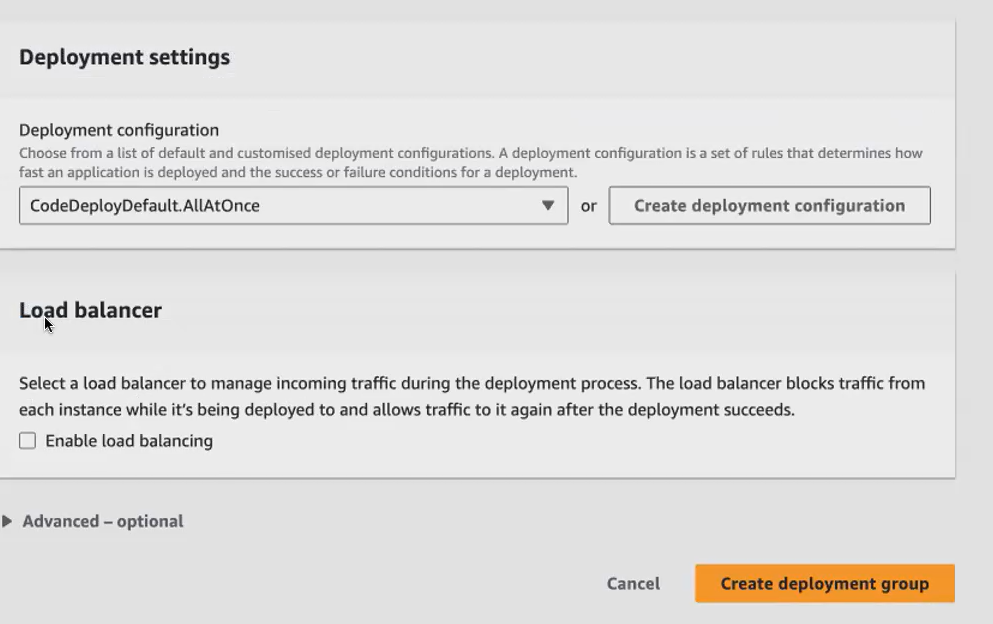 Deployment settings
Deployment configuration
Choose from a list of default and customised deployment configurations. A deployment configuration is a set of rules that determines how
fast an application is deployed and the success or failure conditions for a deployment.
CodeDeployDefault.AllAtOnce or Create deployment configuration
Load balancer
Select a load balancer to manage incoming traffic during the deployment process. The load balancer blocks traffic from
each instance while it's being deployed to and allows traffic to it again after the deployment succeeds.
Enable load balancing
Advanced – optional
Cancel Create deployment group